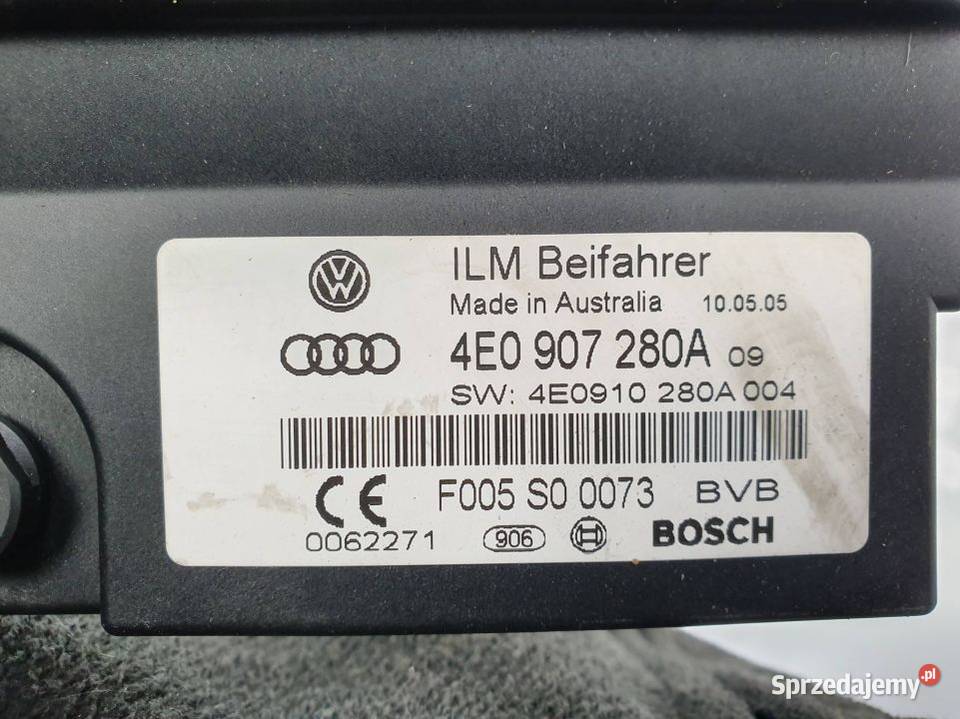 ILM Beifahrer
Made in Australia 10.05.05
4E0 907 280A 09
SW: 4E0910 280A 004
F005 S0 0073 BVB
CE
0062271 906 BOSCH
Sprzedajemy.pl